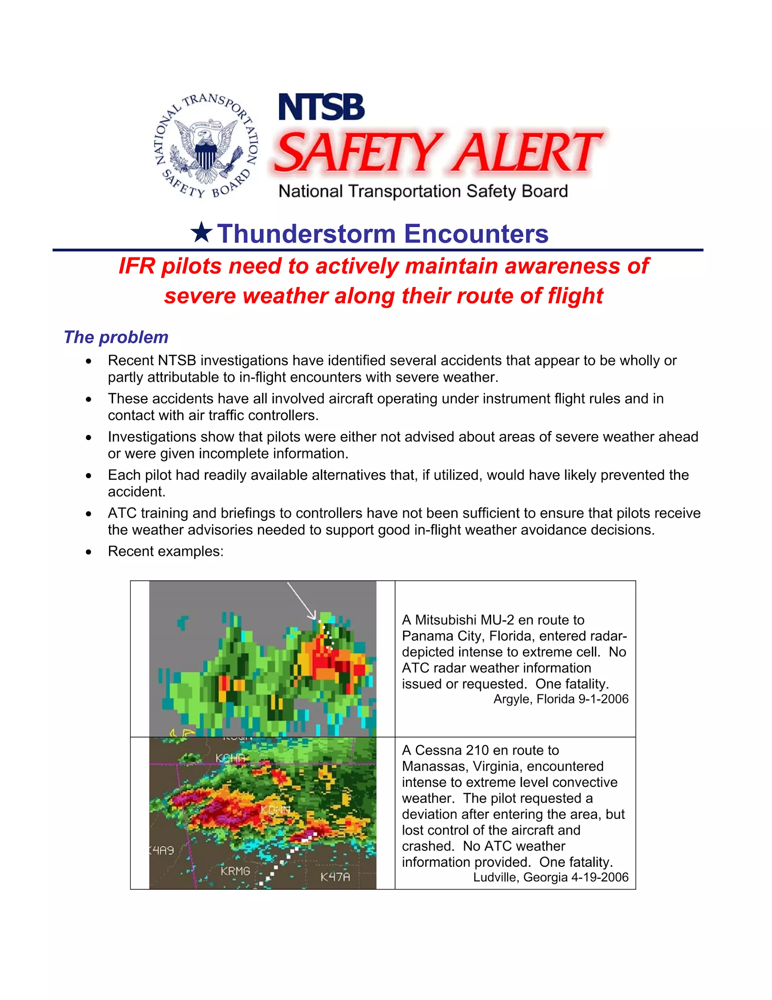 NATIONAL TRANSPORTATION
SAFETY BOARD
E PLURIBUS UNUM
NTSB
SAFETY ALERT
National Transportation Safety Board
★Thunderstorm Encounters
IFR pilots need to actively maintain awareness of
severe weather along their route of flight
The problem
• Recent NTSB investigations have identified several accidents that appear to be wholly or
partly attributable to in-flight encounters with severe weather.
• These accidents have all involved aircraft operating under instrument flight rules and in
contact with air traffic controllers.
• Investigations show that pilots were either not advised about areas of severe weather ahead
or were given incomplete information.
• Each pilot had readily available alternatives that, if utilized, would have likely prevented the
accident.
• ATC training and briefings to controllers have not been sufficient to ensure that pilots receive
the weather advisories needed to support good in-flight weather avoidance decisions.
• Recent examples:
A Mitsubishi MU-2 en route to
Panama City, Florida, entered radar-
depicted intense to extreme cell.  No
ATC radar weather information
issued or requested.  One fatality.
Argyle, Florida 9-1-2006
KCHA
KDNN
K4A9
KRMG
K47A
A Cessna 210 en route to
Manassas, Virginia, encountered
intense to extreme level convective
weather.  The pilot requested a
deviation after entering the area, but
lost control of the aircraft and
crashed.  No ATC weather
information provided.  One fatality.
Ludville, Georgia 4-19-2006